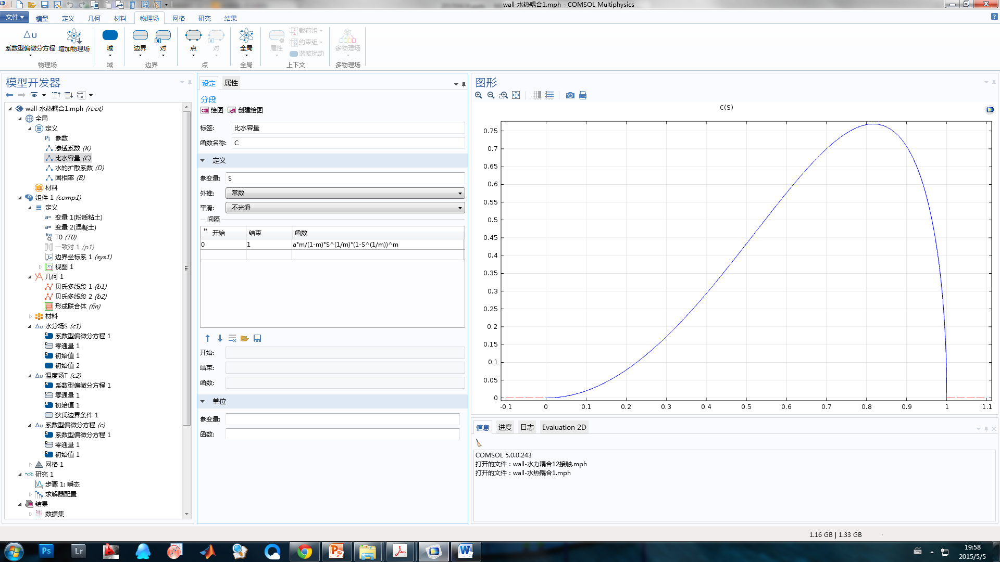 wall-水热耦合1.mph - COMSOL Multiphysics
文件 模型 定义 几何 材料 物理场 网格 研究 结果
系数型偏微分方程 增加物理场 域 边界 对 点 对 全局 属性 载荷组 约束组 谐波扰动 多物理场
物理场 域 边界 点 全局 上下文 多物理场
模型开发器
wall-水热耦合1.mph (root)
全局
定义
Pi 参数
渗透系数 (K)
比水容量 (C)
水的扩散系数 (D)
固相率 (B)
材料
组件 1 (comp1)
定义
a= 变量 1(粉质粘土)
a= 变量 2(混凝土)
T0 (T0)
一致对 1 (p1)
边界坐标系 1 (sys1)
视图 1
几何 1
贝氏多线段 1 (b1)
贝氏多线段 2 (b2)
形成联合体 (fin)
材料
Δu 水分场S (c1)
系数型偏微分方程 1
零通量 1
初始值 1
初始值 2
Δu 温度场T (c2)
系数型偏微分方程 1
零通量 1
初始值 1
狄氏边界条件 1
Δu 系数型偏微分方程 (c)
系数型偏微分方程 1
零通量 1
初始值 1
网格 1
研究 1
步骤 1: 瞬态
求解器配置
结果
数据集
设定 属性
分段
绘图 创建绘图
标签: 比水容量
函数名称: C
定义
参变量: S
外推: 常数
平滑: 不光滑
间隔
开始 结束 函数
0 1 a*m/(1-m)*S^(1/m)*(1-S^(1/m))^m
开始:
结束:
函数:
单位
参变量:
函数:
图形
C(S)
0.75
0.7
0.65
0.6
0.55
0.5
0.45
0.4
0.35
0.3
0.25
0.2
0.15
0.1
0.05
0
-0.1 0 0.1 0.2 0.3 0.4 0.5 0.6 0.7 0.8 0.9 1 1.1
信息 进度 日志 Evaluation 2D
COMSOL 5.0.0.243
打开的文件：wall-水力耦合12接触.mph
打开的文件：wall-水热耦合1.mph
1.16 GB | 1.33 GB
Ps Lr
19:58
2015/5/5